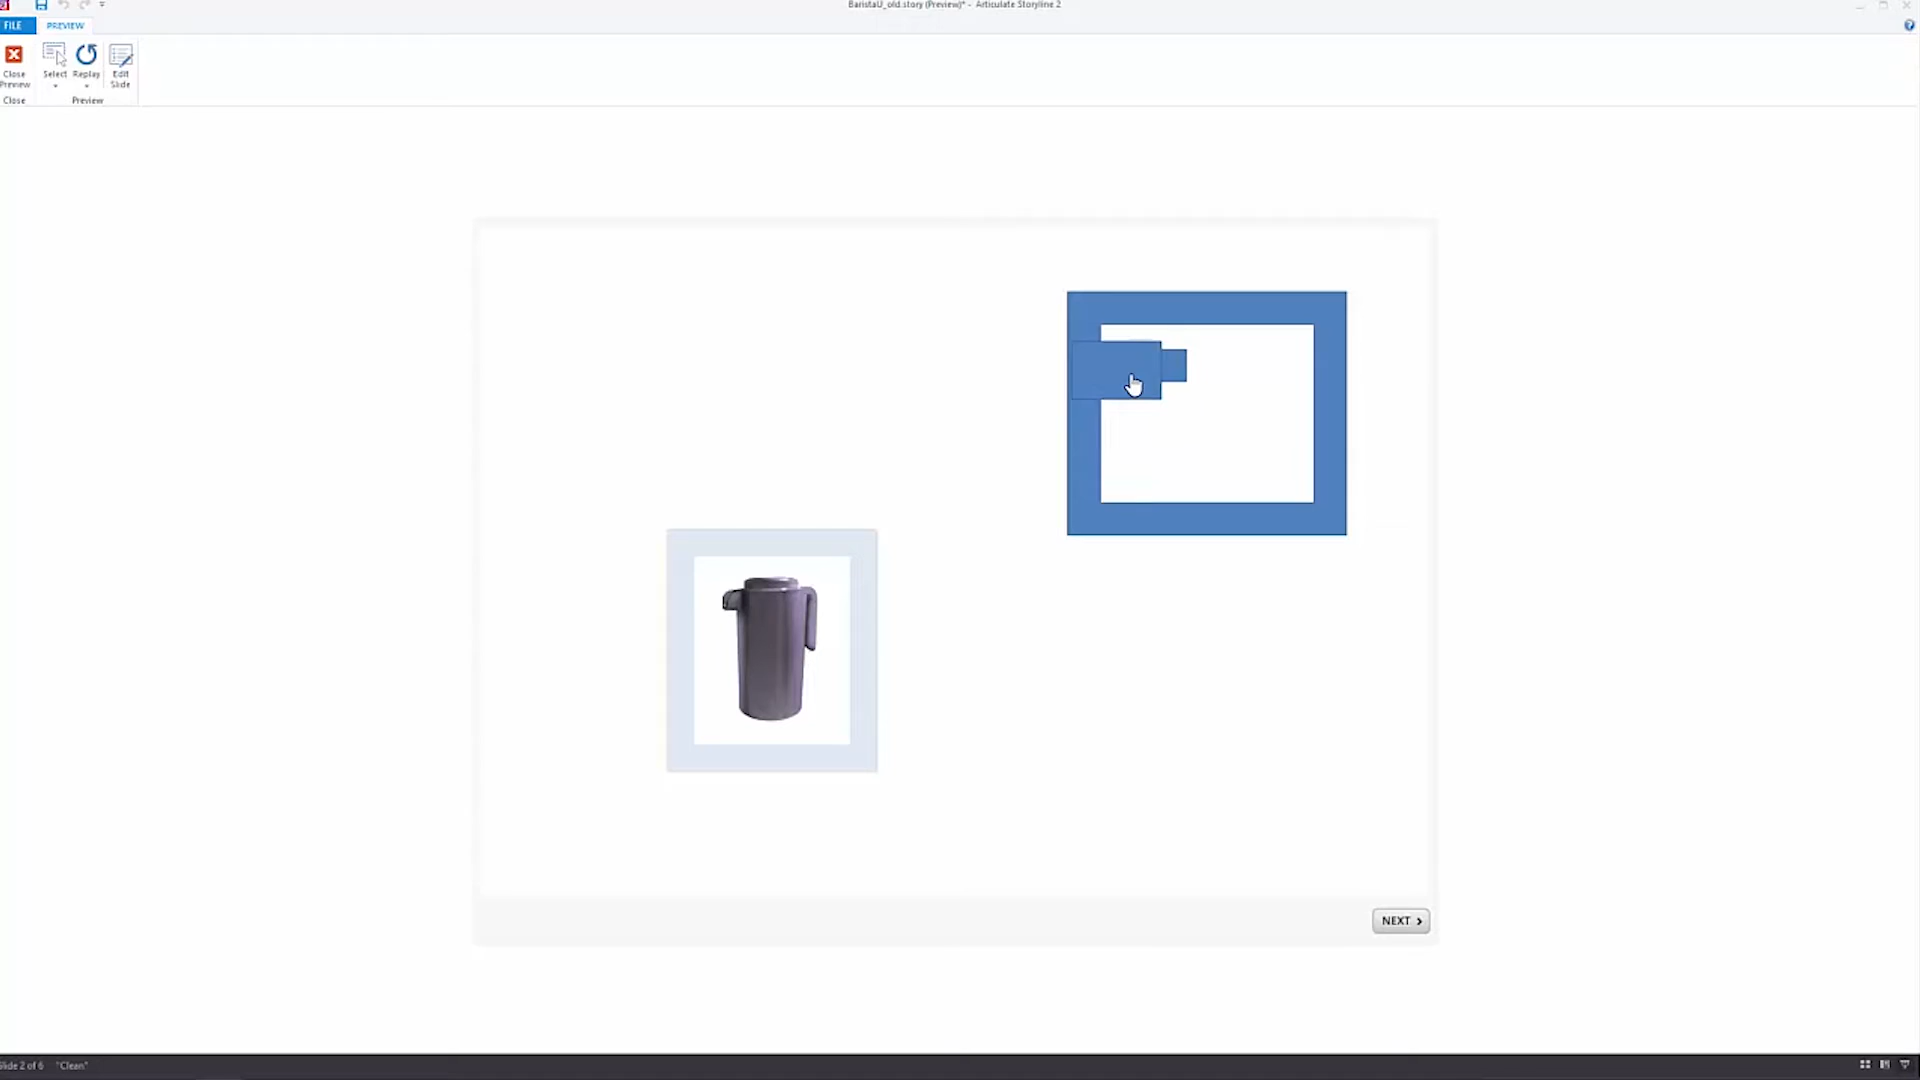 BaristaU_old.story (Preview)* - Articulate Storyline 2
FILE
PREVIEW
Close Preview
Select
Replay
Edit Slide
Close
Preview
NEXT
Slide 2 of 6
"Clean"